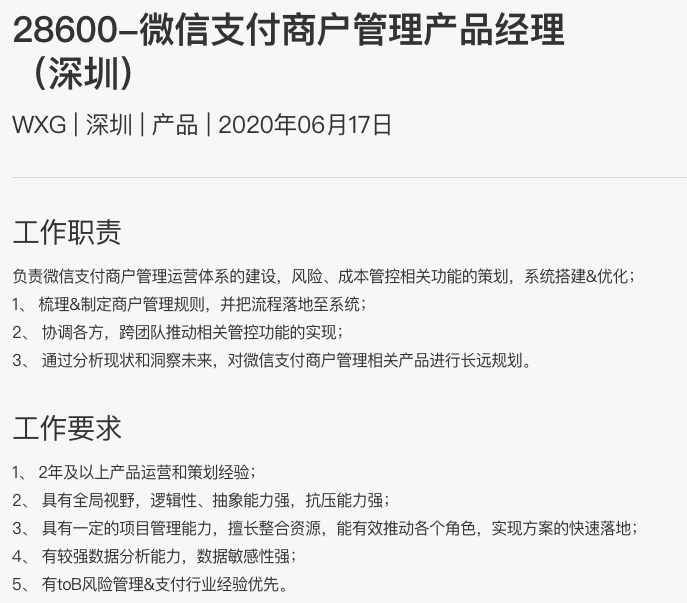 28600-微信支付商户管理产品经理
（深圳）
WXG | 深圳 | 产品 | 2020年06月17日
工作职责
负责微信支付商户管理运营体系的建设，风险、成本管控相关功能的策划，系统搭建&优化；
1、 梳理&制定商户管理规则，并把流程落地至系统；
2、 协调各方，跨团队推动相关管控功能的实现；
3、 通过分析现状和洞察未来，对微信支付商户管理相关产品进行长远规划。
工作要求
1、 2年及以上产品运营和策划经验；
2、 具有全局视野，逻辑性、抽象能力强，抗压能力强；
3、 具有一定的项目管理能力，擅长整合资源，能有效推动各个角色，实现方案的快速落地；
4、 有较强数据分析能力，数据敏感性强；
5、 有toB风险管理&支付行业经验优先。